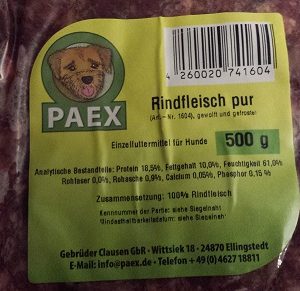 4 260020 741604
PAEX
Rindfleisch pur
(Art.- Nr. 1604), gewolft und gefrostet
Einzelfuttermittel für Hunde
500 g
Analytische Bestandteile: Protein 18,5%, Fettgehalt 10,0%, Feuchtigkeit 61,0%
Rohfaser 0,0%, Rohasche 0,9%, Calcium 0,05%, Phosphor 0,15 %
Zusammensetzung: 100% Rindfleisch
Kennnummer der Partie: siehe Siegelnaht
Mindesthaltbarkeitsdatum: siehe Siegelnaht
Gebrüder Clausen GbR · Wittsiek 18 · 24870 Ellingstedt
E-Mail: info@paex.de · Telefon + 49 (0) 4627 18811